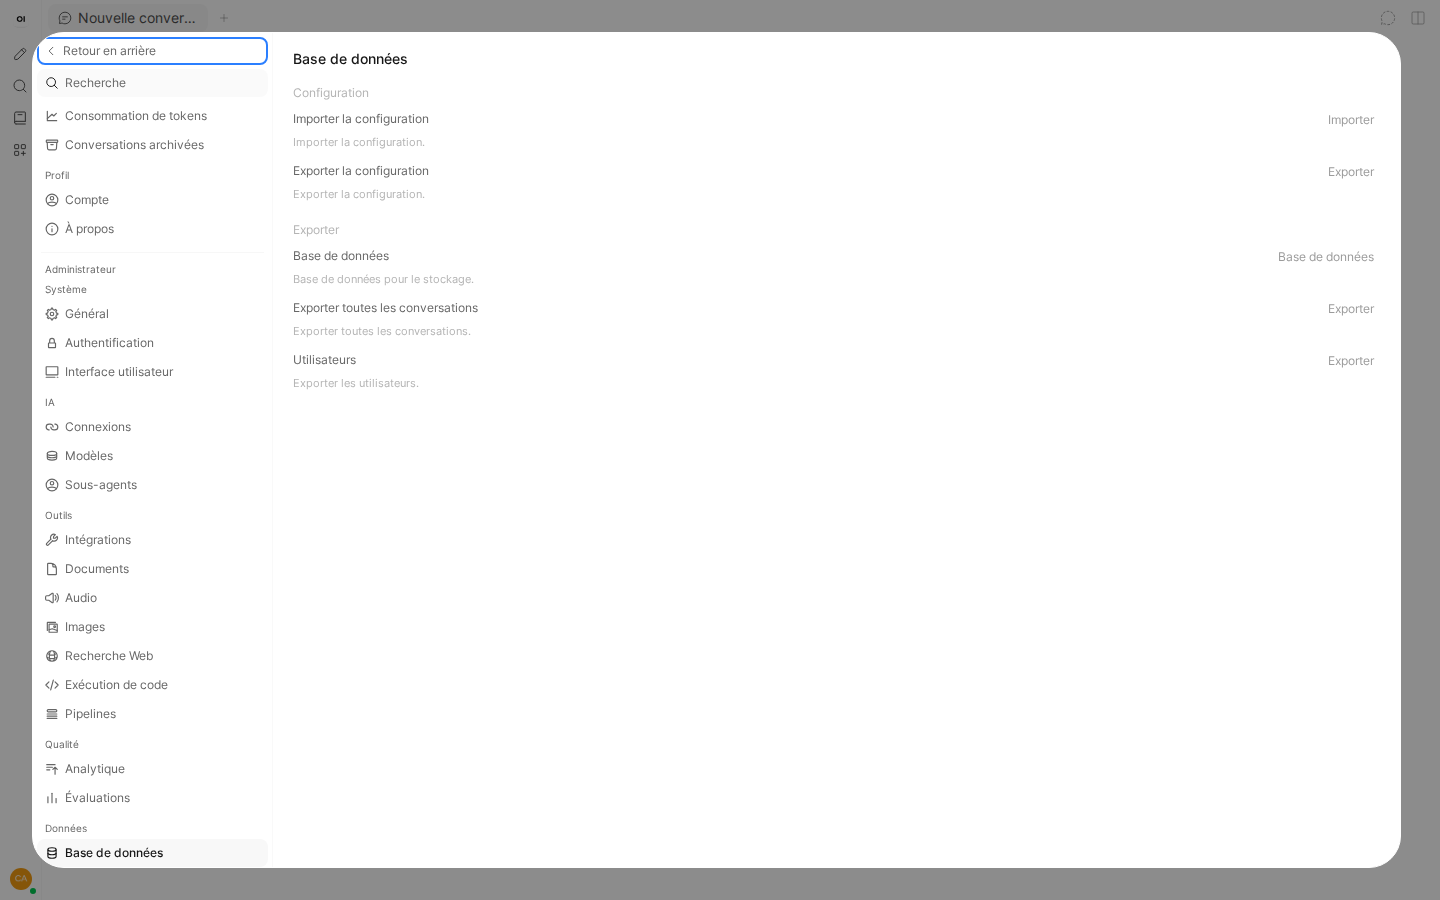 OI
Nouvelle conver...
Retour en arrière
Recherche
Consommation de tokens
Conversations archivées
Profil
Compte
À propos
Administrateur
Système
Général
Authentification
Interface utilisateur
IA
Connexions
Modèles
Sous-agents
Outils
Intégrations
Documents
Audio
Images
Recherche Web
Exécution de code
Pipelines
Qualité
Analytique
Évaluations
Données
Base de données
CA
Base de données
Configuration
Importer la configuration
Importer
Importer la configuration.
Exporter la configuration
Exporter
Exporter la configuration.
Exporter
Base de données
Base de données
Base de données pour le stockage.
Exporter toutes les conversations
Exporter
Exporter toutes les conversations.
Utilisateurs
Exporter
Exporter les utilisateurs.